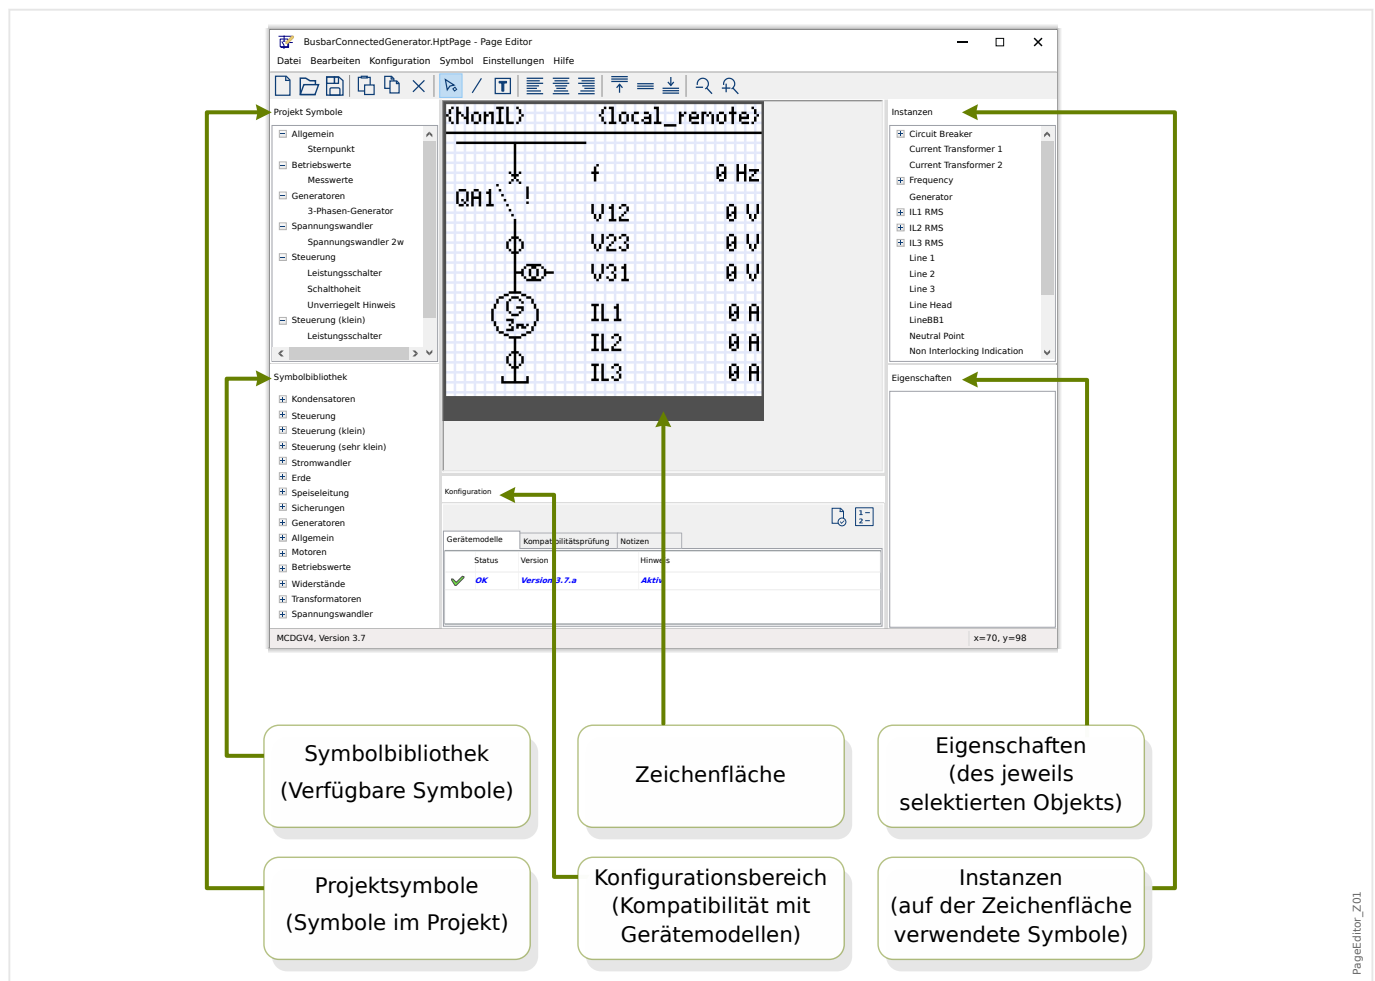 BusbarConnectedGenerator.HptPage - Page Editor
Datei Bearbeiten Konfiguration Symbol Einstellungen Hilfe
Projekt Symbole
Allgemein
Sternpunkt
Betriebswerte
Messwerte
Generatoren
3-Phasen-Generator
Spannungswandler
Spannungswandler 2w
Steuerung
Leistungsschalter
Schalthoheit
Unverriegelt Hinweis
Steuerung (klein)
Leistungsschalter
Symbolbibliothek
Kondensatoren
Steuerung
Steuerung (klein)
Steuerung (sehr klein)
Stromwandler
Erde
Speiseleitung
Sicherungen
Generatoren
Allgemein
Motoren
Betriebswerte
Widerstände
Transformatoren
Spannungswandler
{NonIL} {local_remote}
f 0 Hz
QA1 !
V12 0 V
V23 0 V
V31 0 V
G
3~
IL1 0 A
IL2 0 A
IL3 0 A
Konfiguration
Gerätemodelle Kompatibilitätsprüfung Notizen
Status Version Hinweis
OK Version 3.7.a Aktiv
Instanzen
Circuit Breaker
Current Transformer 1
Current Transformer 2
Frequency
Generator
IL1 RMS
IL2 RMS
IL3 RMS
Line 1
Line 2
Line 3
Line Head
LineBB1
Neutral Point
Non Interlocking Indication
Eigenschaften
MCDGV4, Version 3.7
x=70, y=98
Symbolbibliothek
(Verfügbare Symbole)
Zeichenfläche
Eigenschaften
(des jeweils
selektierten Objekts)
Projektsymbole
(Symbole im Projekt)
Konfigurationsbereich
(Kompatibilität mit
Gerätemodellen)
Instanzen
(auf der Zeichenfläche
verwendete Symbole)
PageEditor_Z01